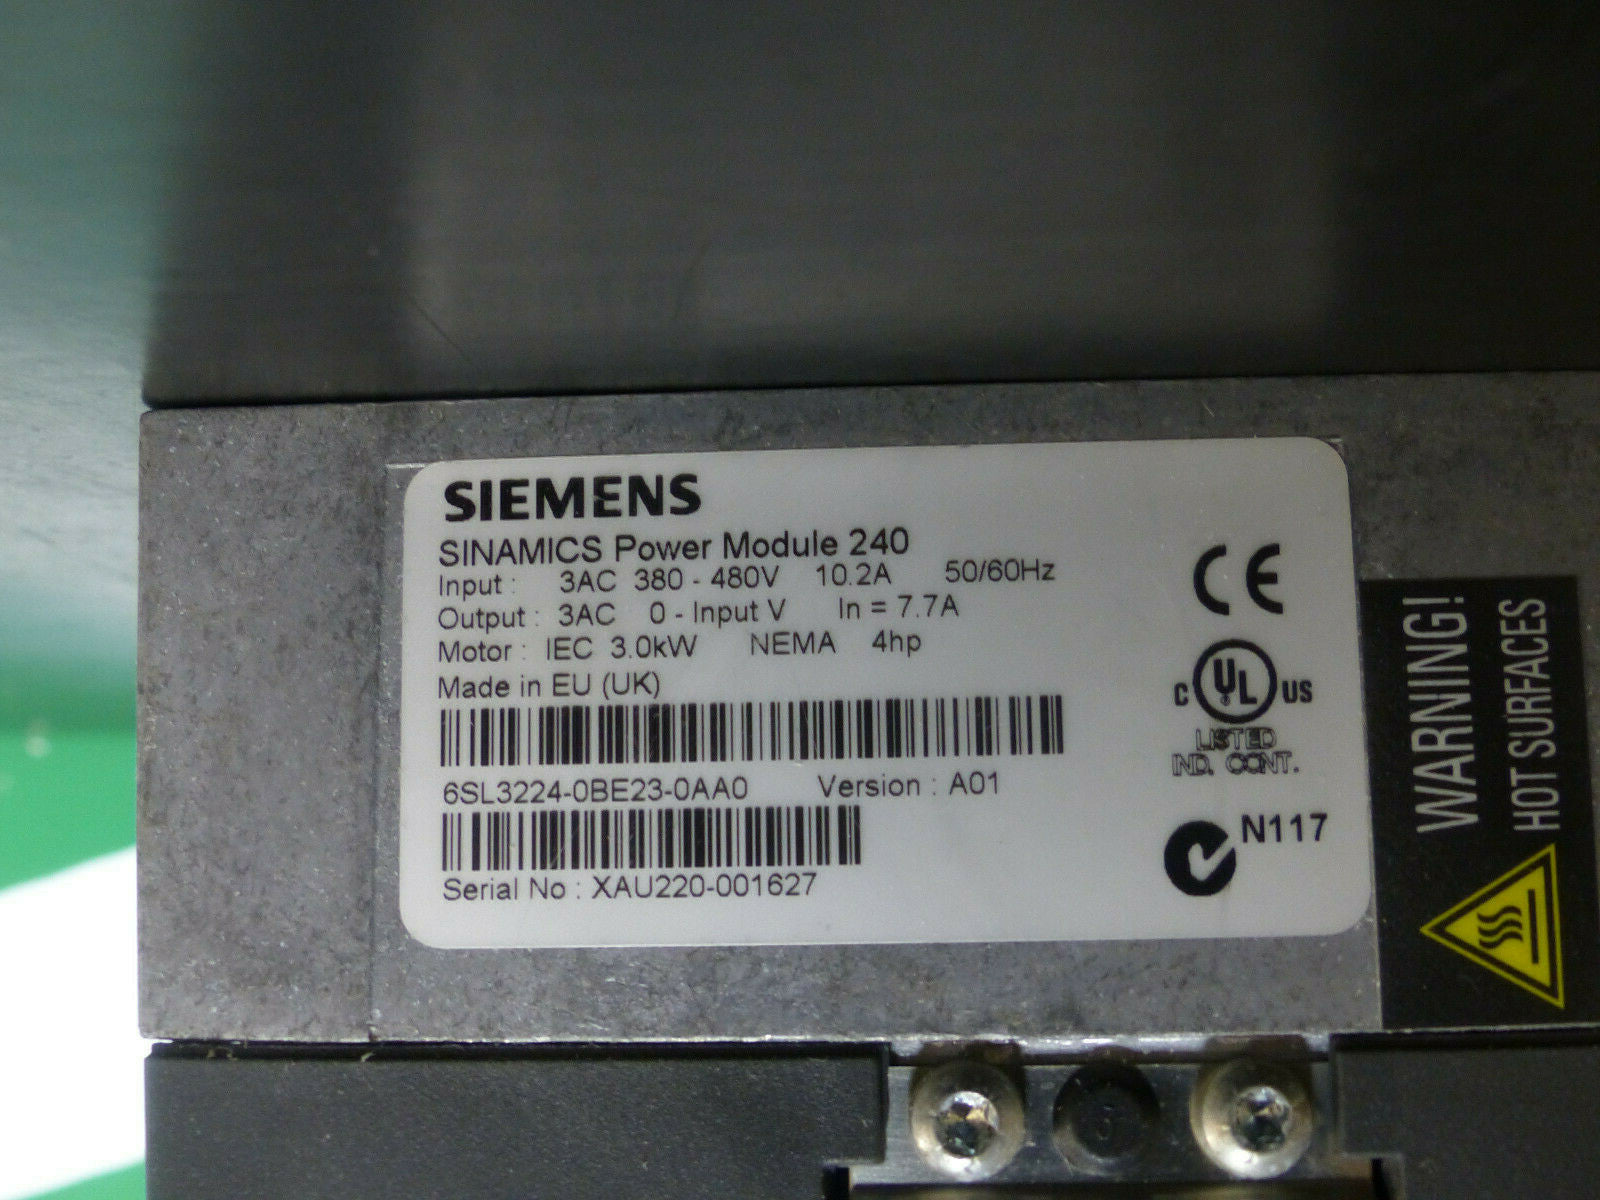 SIEMENS
SINAMICS Power Module 240
Input : 3AC 380 - 480V 10.2A 50/60Hz
Output : 3AC 0 - Input V In = 7.7A
Motor : IEC 3.0kW NEMA 4hp
Made in EU (UK)
6SL3224-0BE23-0AA0 Version : A01
Serial No : XAU220-001627
CE
C UL US
LISTED
IND. CONT.
N117
WARNING!
HOT SURFACES